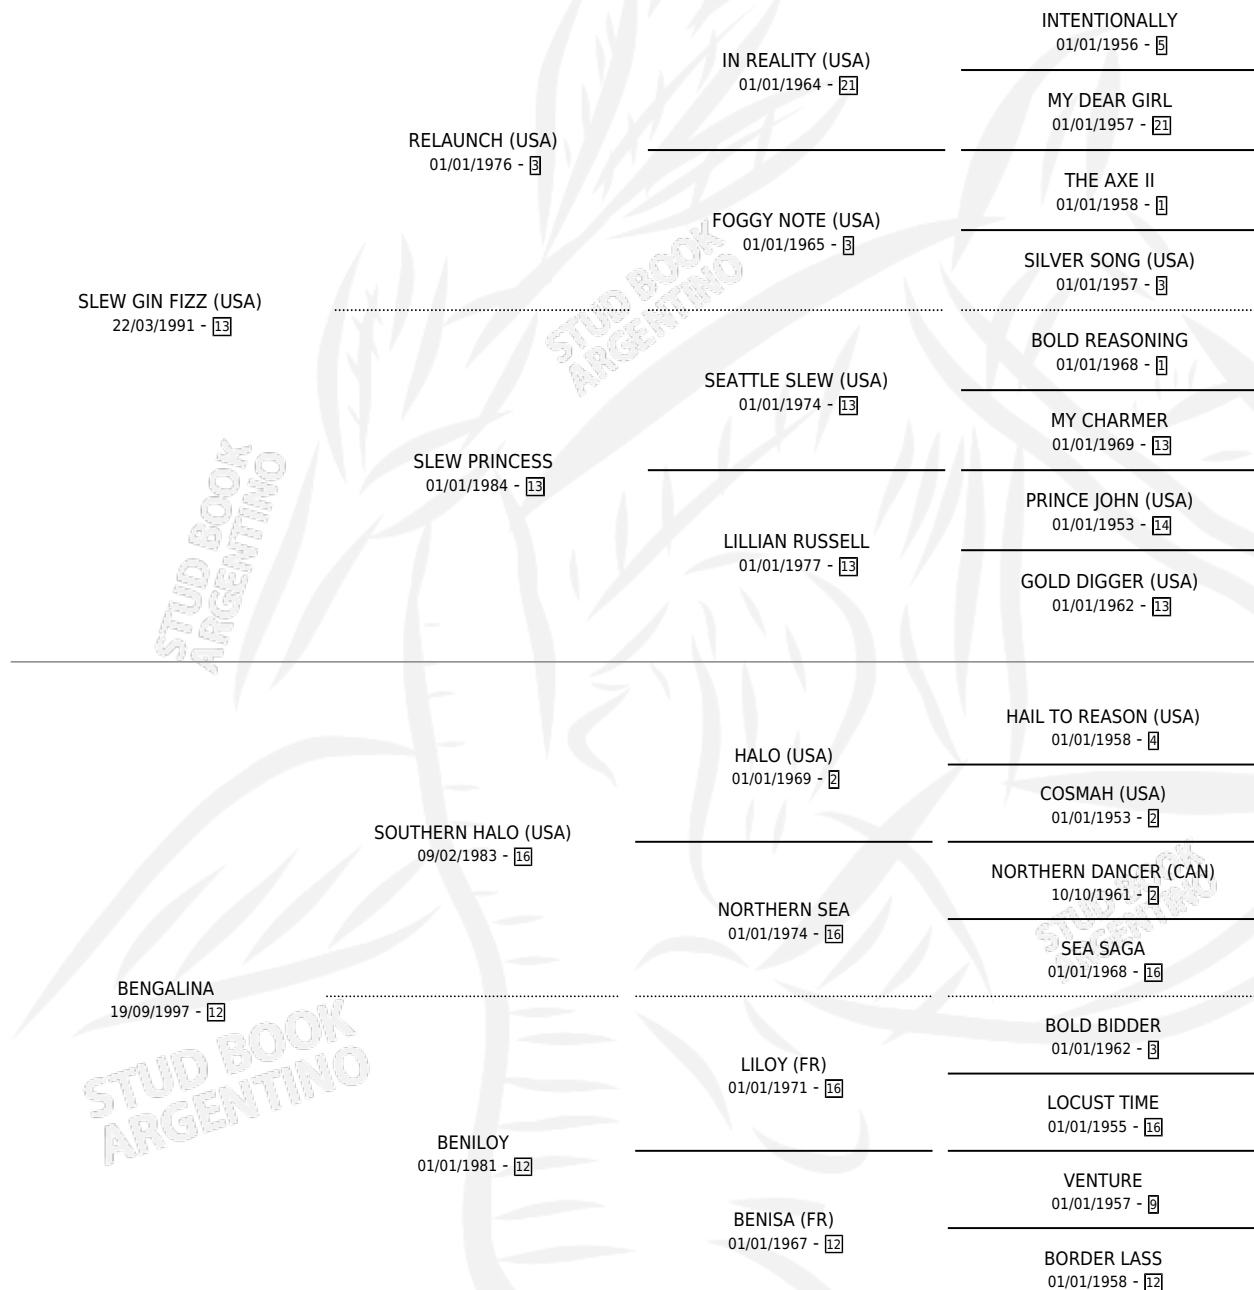 INTENTIONALLY
01/01/1956 - 5
IN REALITY (USA)
01/01/1964 - 21
MY DEAR GIRL
01/01/1957 - 21
RELAUNCH (USA)
01/01/1976 - 3
THE AXE II
01/01/1958 - 1
FOGGY NOTE (USA)
01/01/1965 - 3
SILVER SONG (USA)
01/01/1957 - 3
SLEW GIN FIZZ (USA)
22/03/1991 - 13
STUD BOOK
ARGENTINO
BOLD REASONING
01/01/1968 - 1
SEATTLE SLEW (USA)
01/01/1974 - 13
MY CHARMER
01/01/1969 - 13
SLEW PRINCESS
01/01/1984 - 13
PRINCE JOHN (USA)
01/01/1953 - 14
LILLIAN RUSSELL
01/01/1977 - 13
GOLD DIGGER (USA)
01/01/1962 - 13
STUD BOOK
ARGENTINO
HAIL TO REASON (USA)
01/01/1958 - 4
HALO (USA)
01/01/1969 - 2
COSMAH (USA)
01/01/1953 - 2
SOUTHERN HALO (USA)
09/02/1983 - 16
NORTHERN DANCER (CAN)
10/10/1961 - 2
NORTHERN SEA
01/01/1974 - 16
SEA SAGA
01/01/1968 - 16
STUD BOOK
ARGENTINO
BENGALINA
19/09/1997 - 12
STUD BOOK
ARGENTINO
BOLD BIDDER
01/01/1962 - 3
LILOY (FR)
01/01/1971 - 16
LOCUST TIME
01/01/1955 - 16
BENILOY
01/01/1981 - 12
VENTURE
01/01/1957 - 9
BENISA (FR)
01/01/1967 - 12
BORDER LASS
01/01/1958 - 12